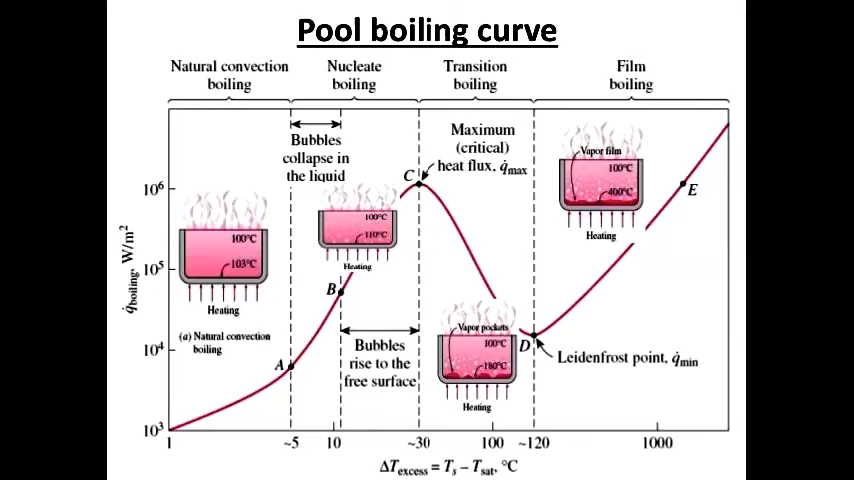 Pool boiling curve
Natural convection
boiling
Nucleate
boiling
Transition
boiling
Film
boiling
Bubbles
collapse in
the liquid
Maximum
(critical)
heat flux, q̇max
C
E
B
A
D
Vapor film
100°C
400°C
Heating
100°C
110°C
Heating
100°C
103°C
Heating
(a) Natural convection
boiling
Bubbles
rise to the
free surface
Vapor pockets
100°C
180°C
Heating
Leidenfrost point, q̇min
q̇boiling, W/m²
10⁶
10⁵
10⁴
10³
1
~5
10
~30
100
~120
1000
ΔTexcess = Ts – Tsat, °C